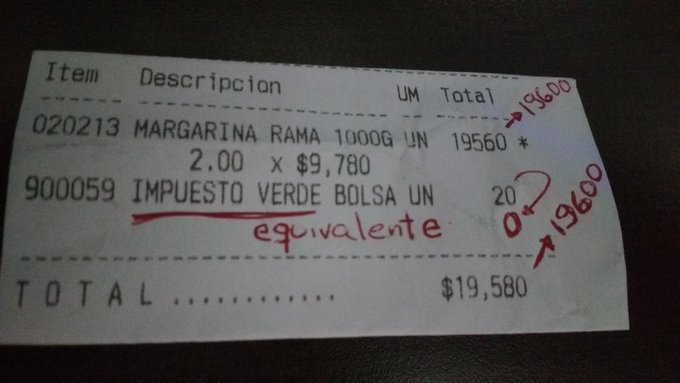 Item Descripcion UM Total
020213 MARGARINA RAMA 1000G UN 19560 * → 19600
2.00 x $9,780
900059 IMPUESTO VERDE BOLSA UN 20
equivalente 0 → 19600
TOTAL ............ $19,580